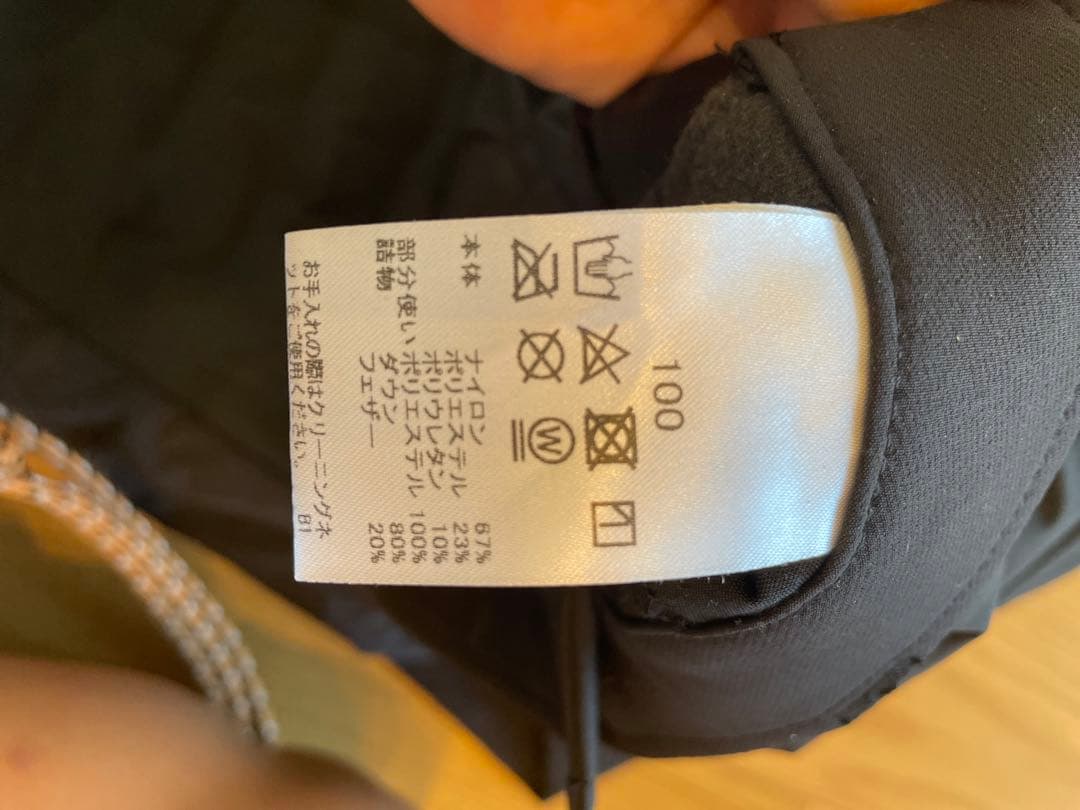 100
W
本体 ナイロン 67%
ポリエステル 23%
ポリウレタン 10%
部分使い ポリエステル 100%
詰物 ダウン 80%
フェザー 20%
お手入れの際はクリーニングネ
ットをご使用ください。
B1